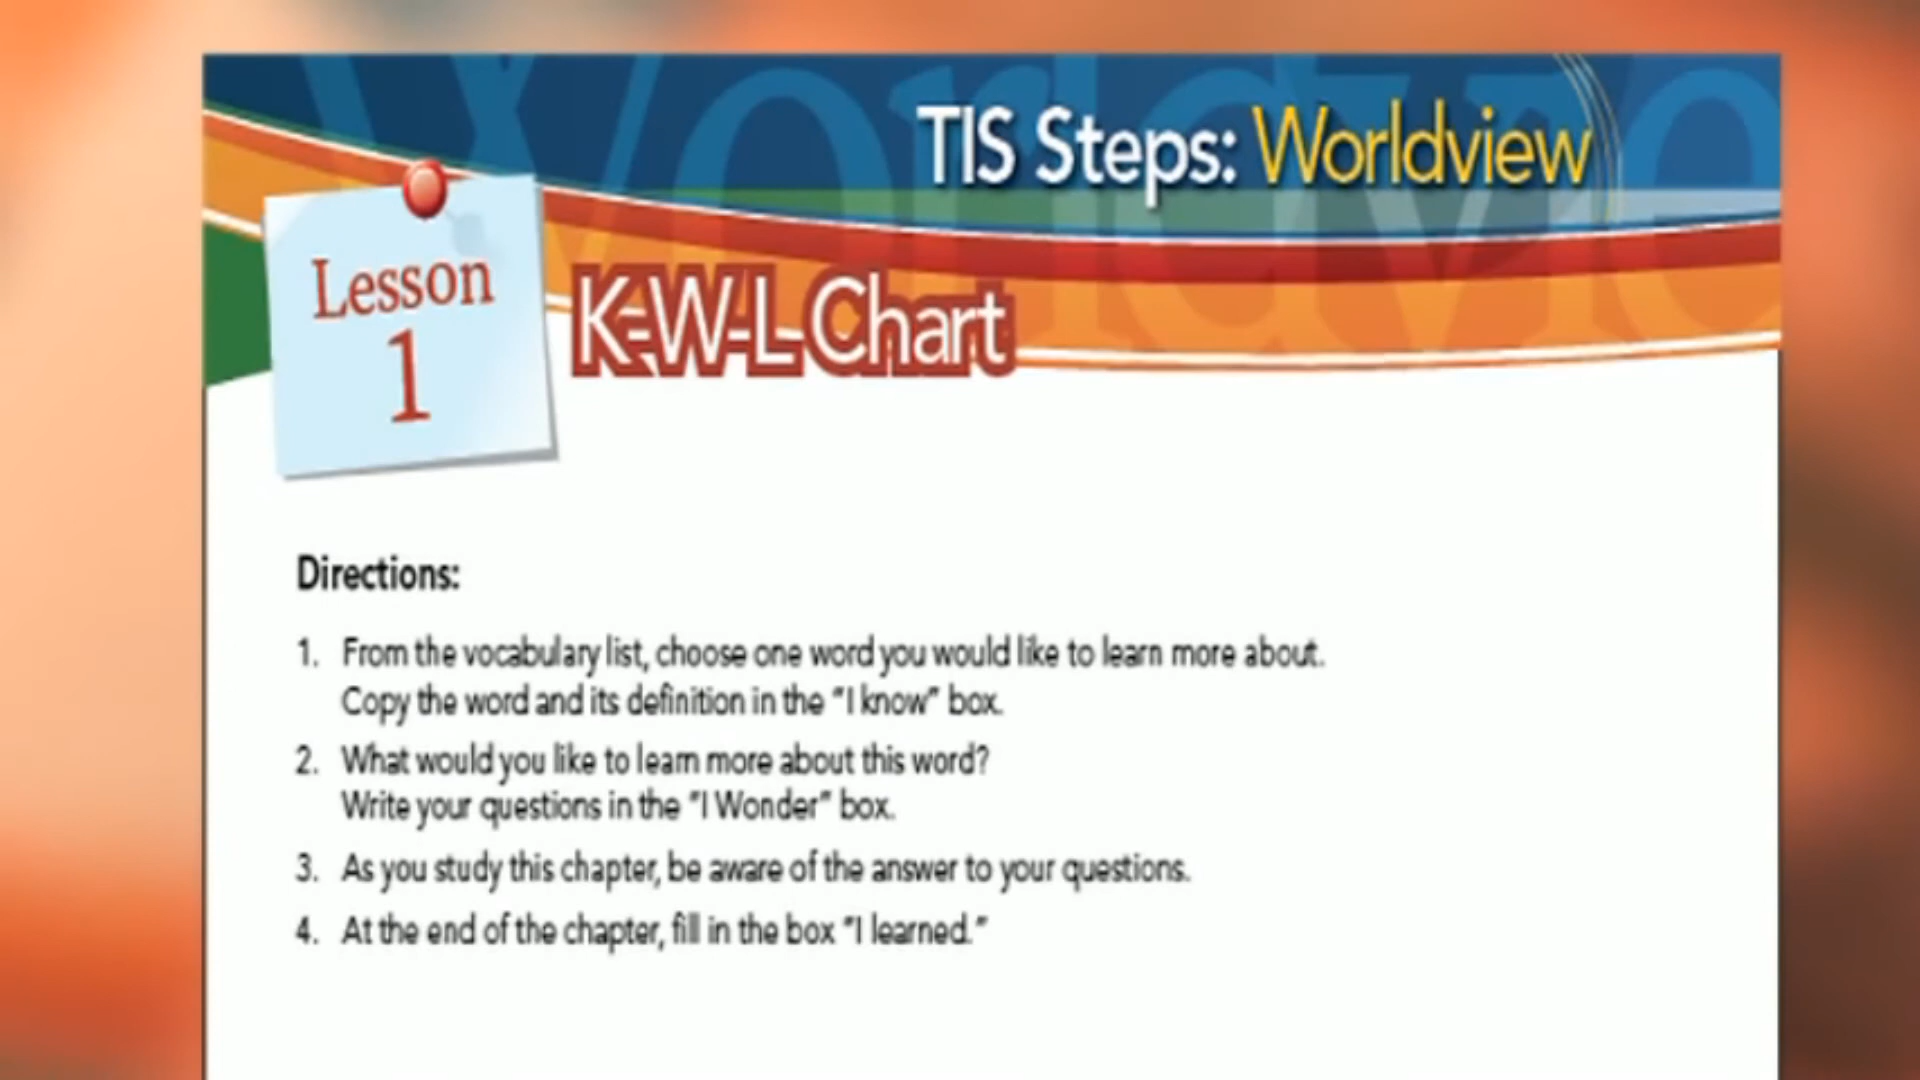 TIS Steps: Worldview
Lesson
1
K-W-L Chart
Directions:
1. From the vocabulary list, choose one word you would like to learn more about.
Copy the word and its definition in the "I know" box.
2. What would you like to learn more about this word?
Write your questions in the "I Wonder" box.
3. As you study this chapter, be aware of the answer to your questions.
4. At the end of the chapter, fill in the box "I learned."